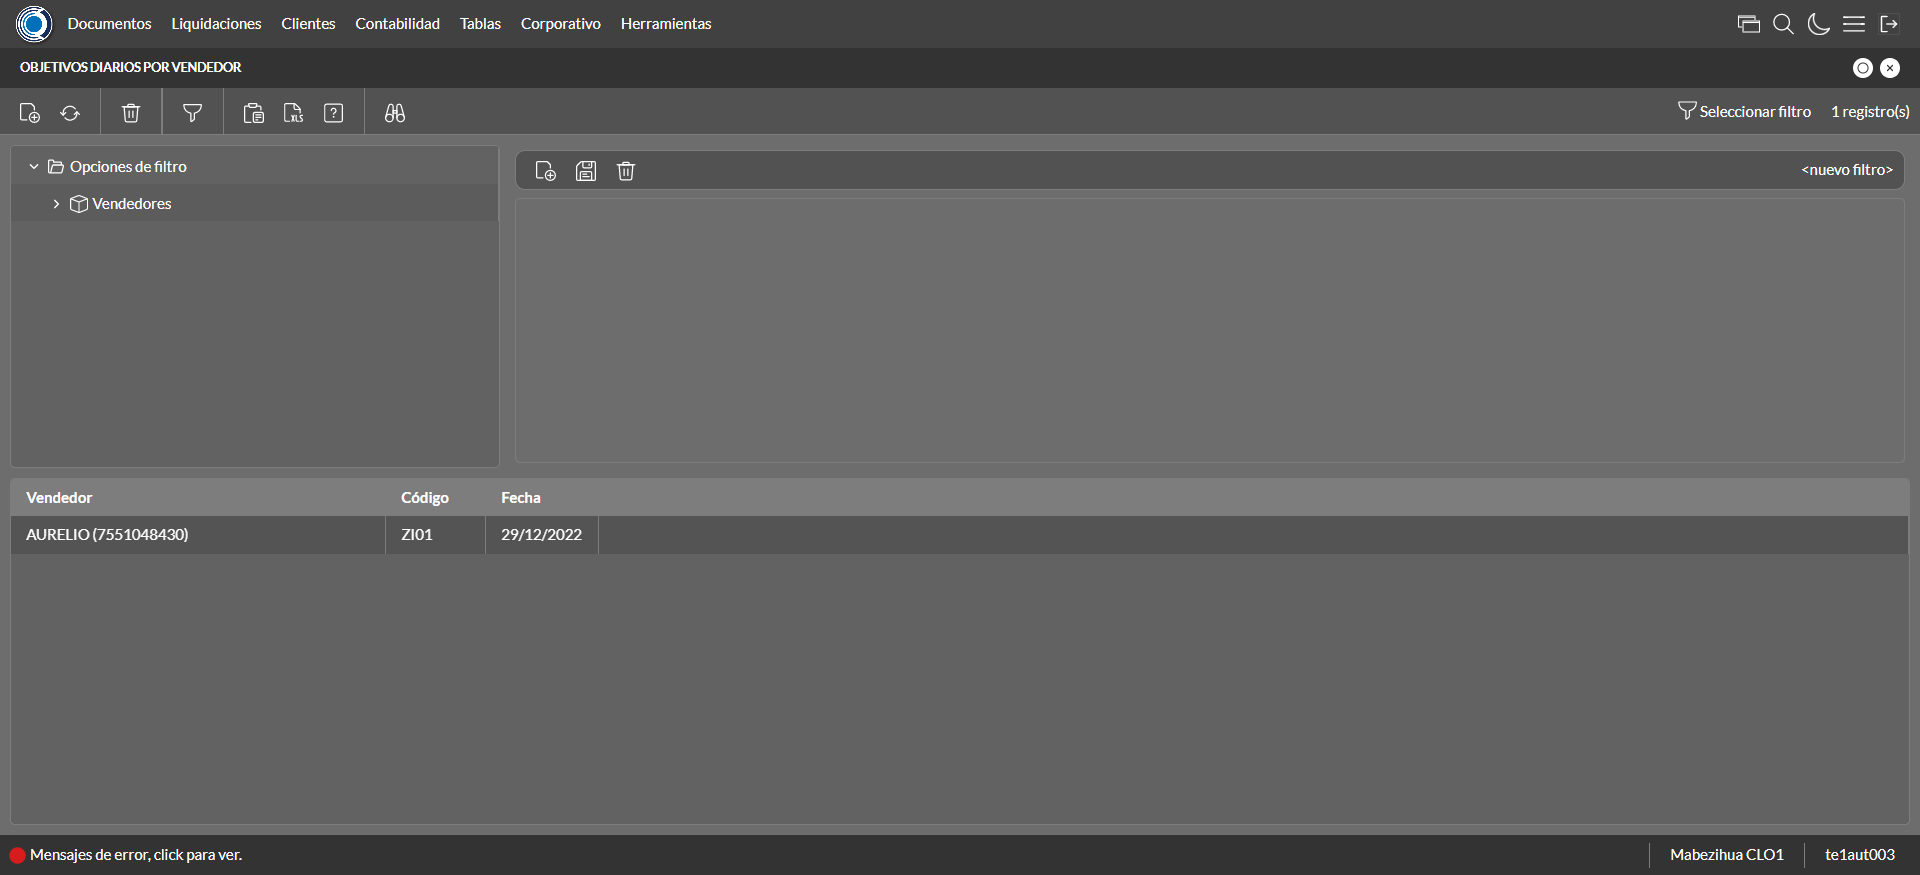 Documentos Liquidaciones Clientes Contabilidad Tablas Corporativo Herramientas
OBJETIVOS DIARIOS POR VENDEDOR
XLS ? Seleccionar filtro 1 registro(s)
Opciones de filtro
Vendedores
<nuevo filtro>
Vendedor Código Fecha
AURELIO (7551048430) ZI01 29/12/2022
Mensajes de error, click para ver. Mabezihua CLO1 te1aut003